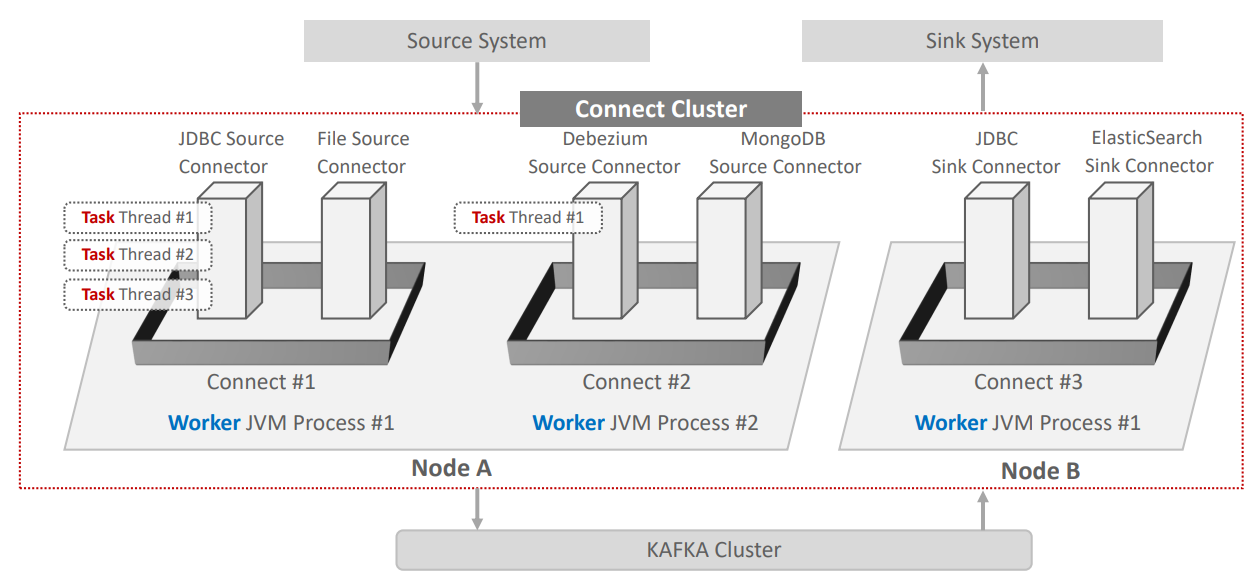 Source System
Sink System
Connect Cluster
JDBC Source
Connector
File Source
Connector
Debezium
Source Connector
MongoDB
Source Connector
JDBC
Sink Connector
ElasticSearch
Sink Connector
Task Thread #1
Task Thread #2
Task Thread #3
Task Thread #1
Connect #1
Connect #2
Connect #3
Worker JVM Process #1
Worker JVM Process #2
Worker JVM Process #1
Node A
Node B
KAFKA Cluster